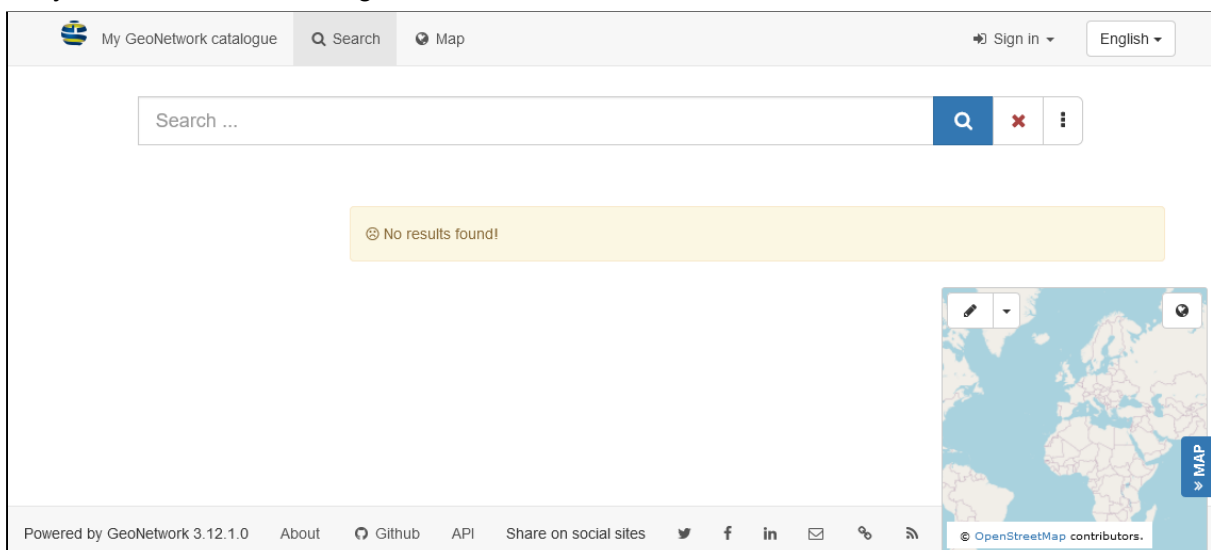 My GeoNetwork catalogue Search Map Sign in English
Search ...
No results found!
MAP
Powered by GeoNetwork 3.12.1.0 About Github API Share on social sites
© OpenStreetMap contributors.